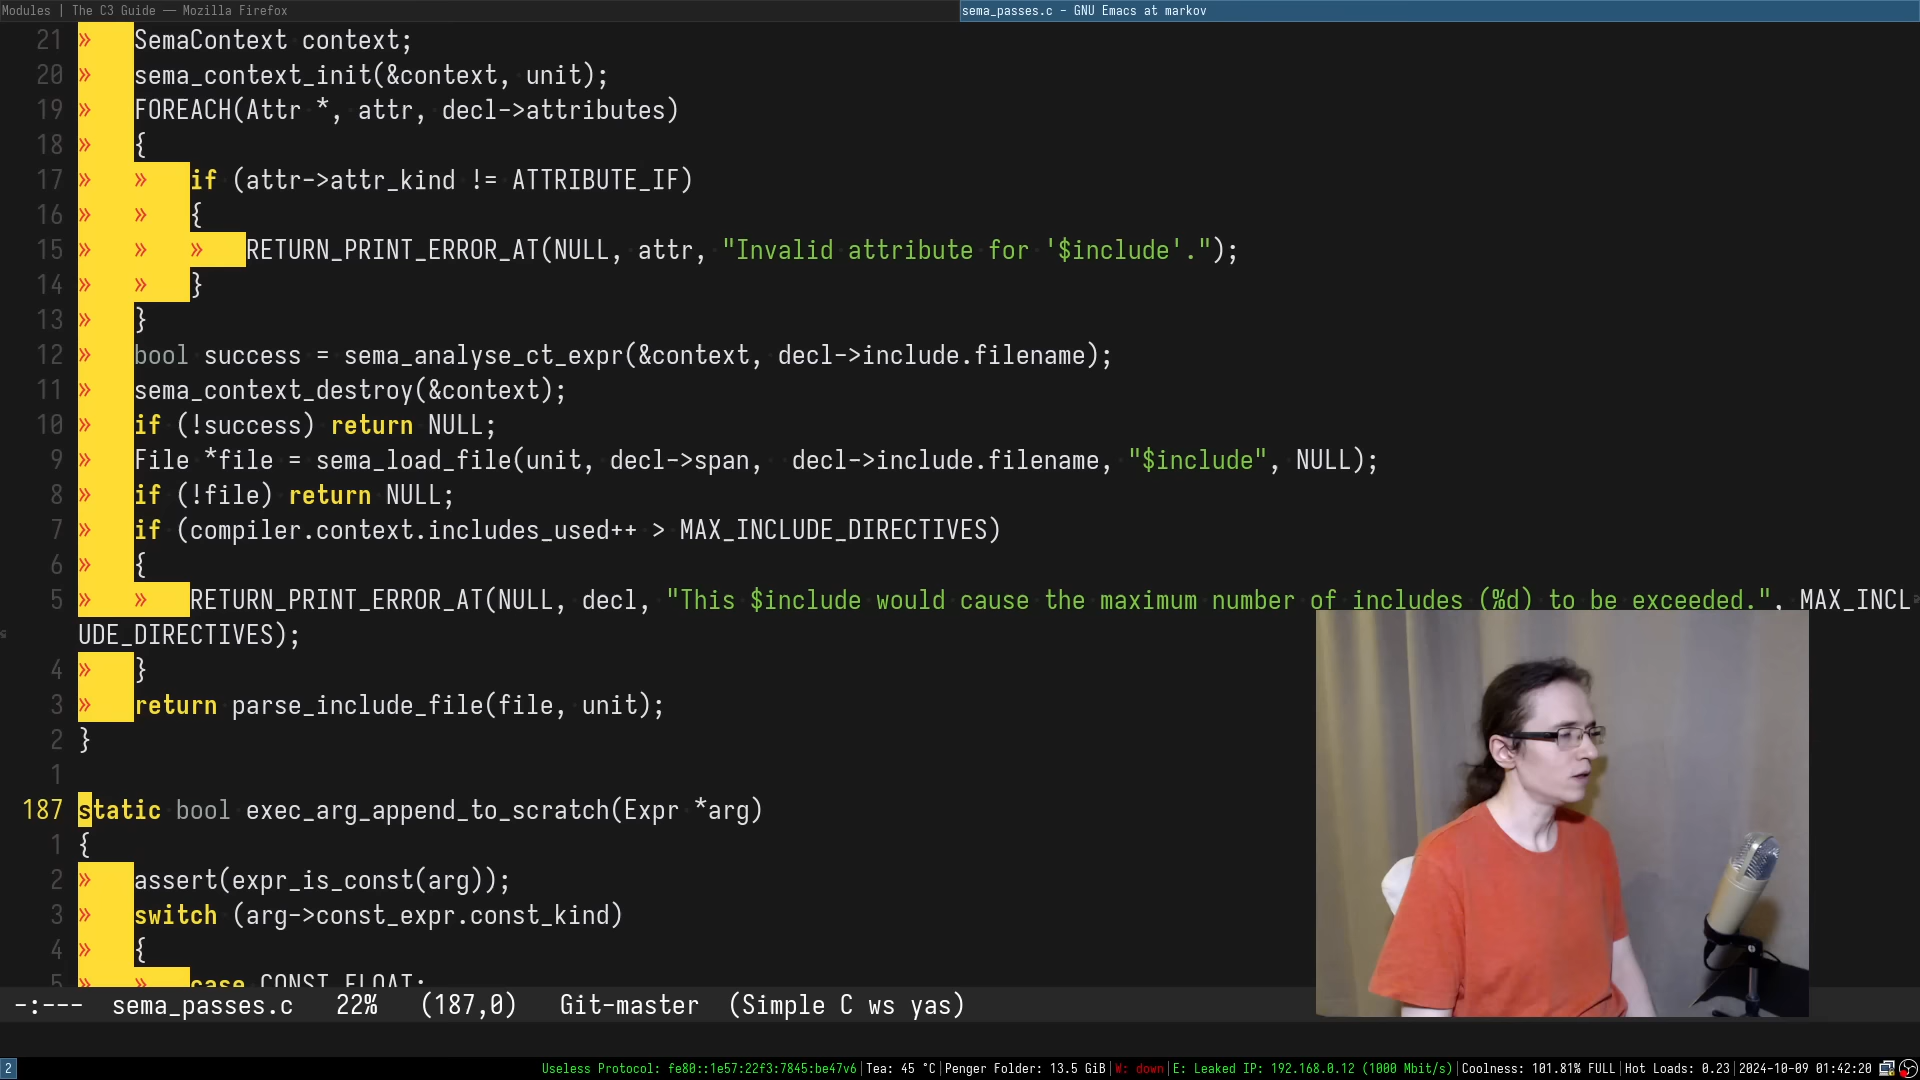 Modules | The C3 Guide — Mozilla Firefox
sema_passes.c - GNU Emacs at markov
21 » SemaContext context;
20 » sema_context_init(&context, unit);
19 » FOREACH(Attr *, attr, decl->attributes)
18 » {
17 » » if (attr->attr_kind != ATTRIBUTE_IF)
16 » » {
15 » » » RETURN_PRINT_ERROR_AT(NULL, attr, "Invalid attribute for '$include'.");
14 » » }
13 » }
12 » bool success = sema_analyse_ct_expr(&context, decl->include.filename);
11 » sema_context_destroy(&context);
10 » if (!success) return NULL;
9 » File *file = sema_load_file(unit, decl->span,  decl->include.filename, "$include", NULL);
8 » if (!file) return NULL;
7 » if (compiler.context.includes_used++ > MAX_INCLUDE_DIRECTIVES)
6 » {
5 » » RETURN_PRINT_ERROR_AT(NULL, decl, "This $include would cause the maximum number of includes (%d) to be exceeded.", MAX_INCL
UDE_DIRECTIVES);
4 » }
3 » return parse_include_file(file, unit);
2 }
1
187 static bool exec_arg_append_to_scratch(Expr *arg)
1 {
2 » assert(expr_is_const(arg));
3 » switch (arg->const_expr.const_kind)
4 » {
5 » » case CONST_FLOAT:
-:--- sema_passes.c 22% (187,0) Git-master (Simple C ws yas)
2 Useless Protocol: fe80::1e57:22f3:7845:be47v6|Tea: 45 °C|Penger Folder: 13.5 GiB|W: down|E: Leaked IP: 192.168.0.12 (1000 Mbit/s)|Coolness: 101.81% FULL|Hot Loads: 0.23|2024-10-09 01:42:20